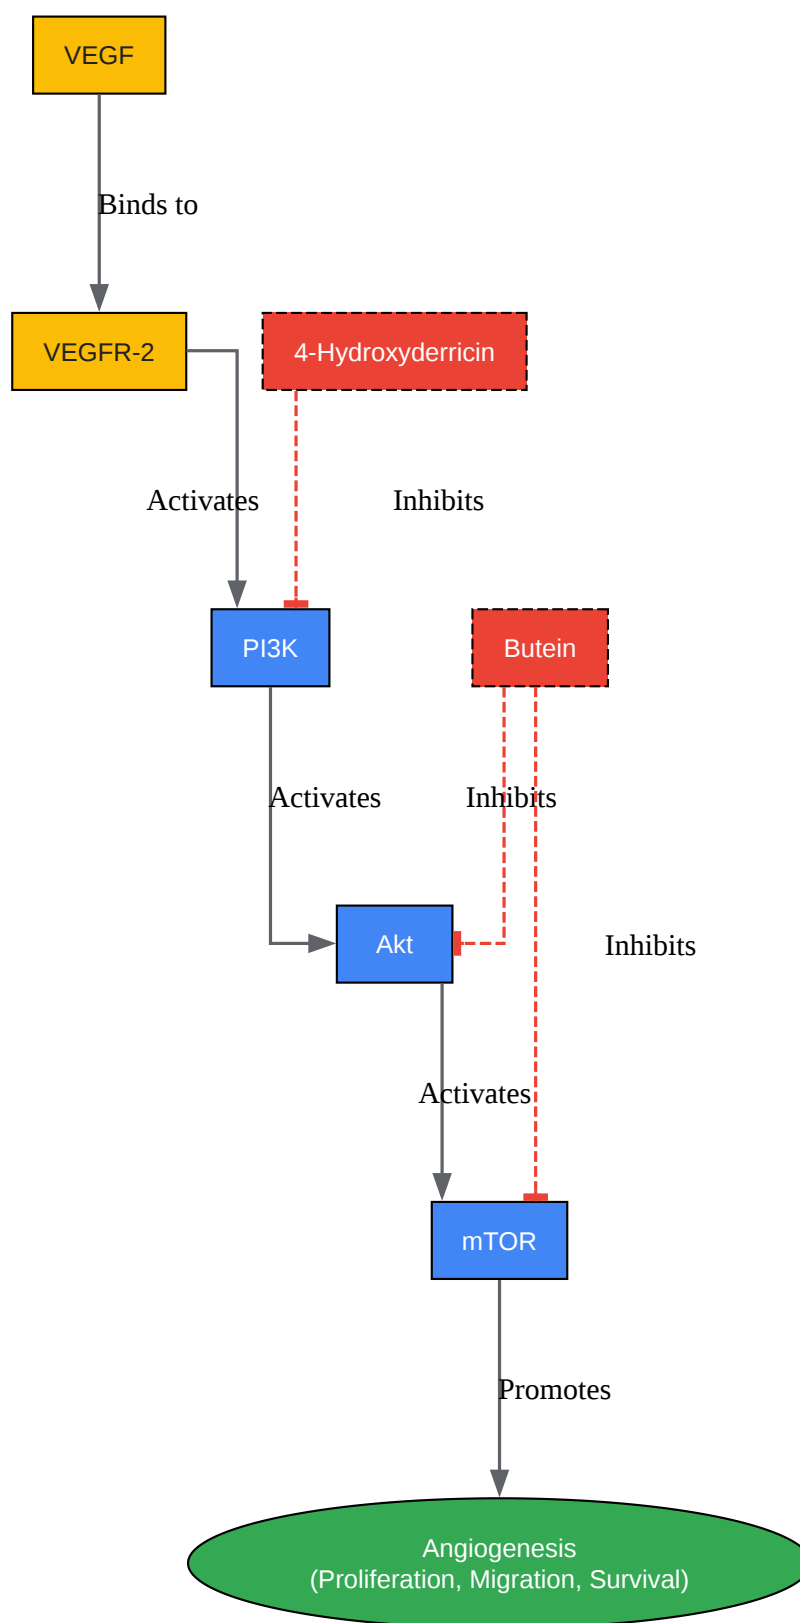 VEGF
Binds to
VEGFR-2
4-Hydroxyderricin
Activates
Inhibits
PI3K
Butein
Activates
Inhibits
Akt
Inhibits
Activates
mTOR
Promotes
Angiogenesis
(Proliferation, Migration, Survival)